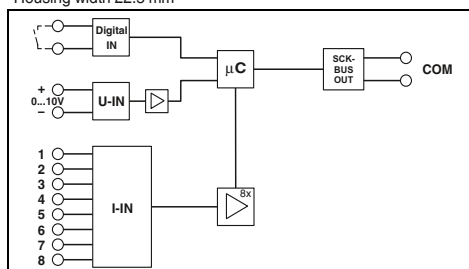 Housing width 22.5 mm
Digital
IN
+
0...10V
−
U-IN
µC
SCK-
BUS
OUT
COM
1
2
3
4
5
6
7
8
I-IN
8x